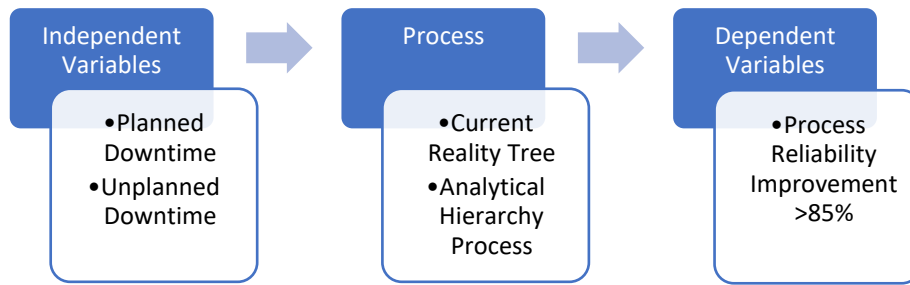 Independent
Variables
•Planned
Downtime
•Unplanned
Downtime
Process
•Current
Reality Tree
•Analytical
Hierarchy
Process
Dependent
Variables
•Process
Reliability
Improvement
>85%